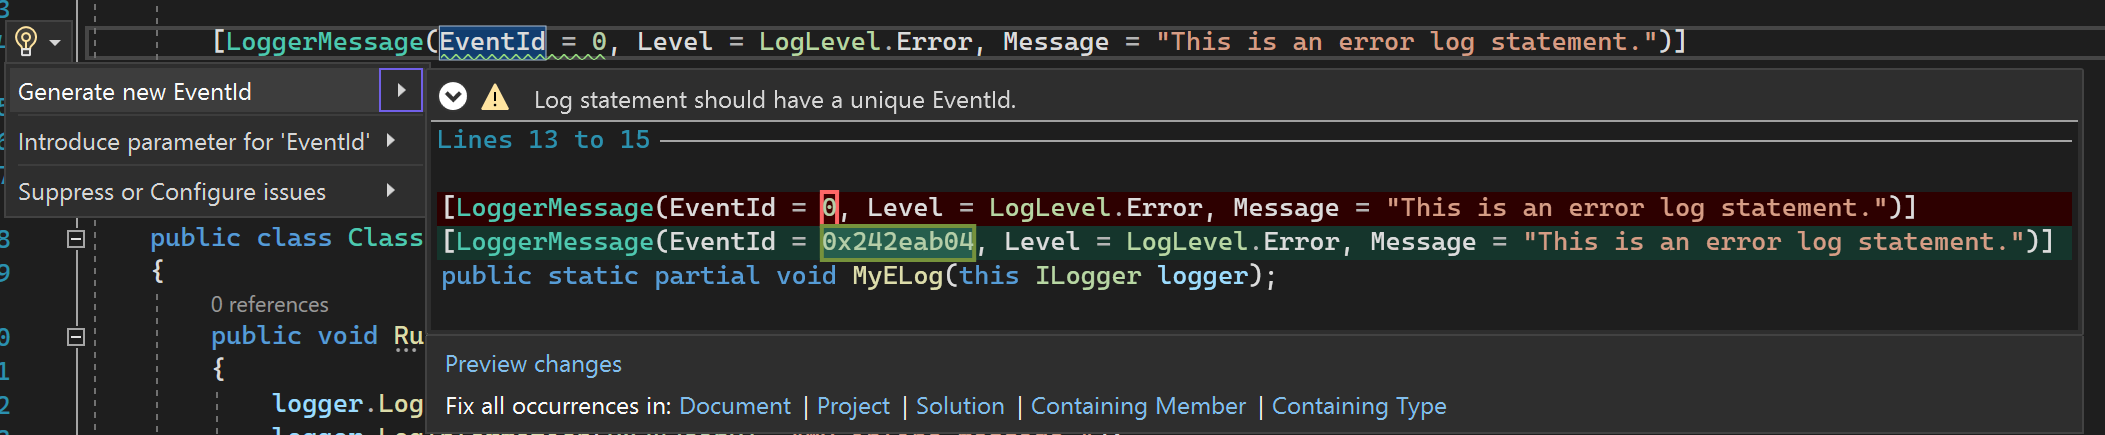 3
4 [LoggerMessage(EventId = 0, Level = LogLevel.Error, Message = "This is an error log statement.")]
Generate new EventId
Introduce parameter for 'EventId'
Suppress or Configure issues
Log statement should have a unique EventId.
Lines 13 to 15
[LoggerMessage(EventId = 0, Level = LogLevel.Error, Message = "This is an error log statement.")]
[LoggerMessage(EventId = 0x242eab04, Level = LogLevel.Error, Message = "This is an error log statement.")]
public static partial void MyELog(this ILogger logger);
8 public class Class
9 {
0 references
0 public void Ru
1 {
2 logger.Log
Preview changes
Fix all occurrences in: Document | Project | Solution | Containing Member | Containing Type